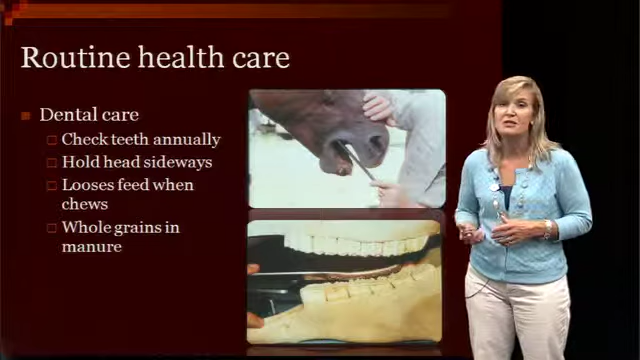 Routine health care
Dental care
Check teeth annually
Hold head sideways
Looses feed when
chews
Whole grains in
manure